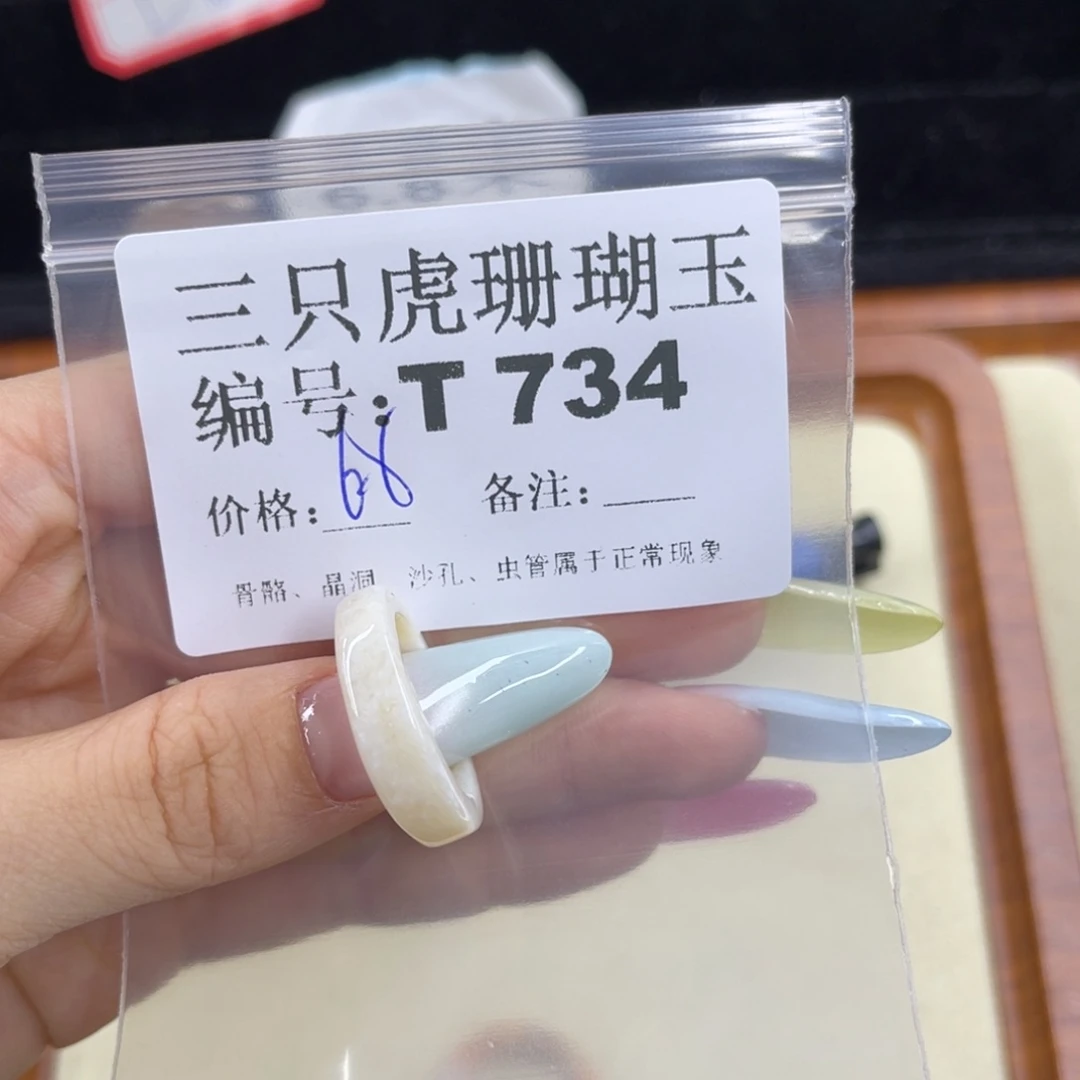 三只虎珊瑚玉
编号:T 734
价格:68 备注:
骨骼、晶洞、沙孔、虫管属于正常现象